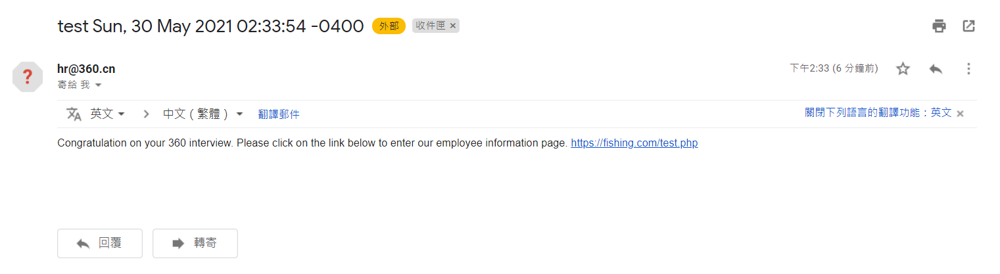 test Sun, 30 May 2021 02:33:54 -0400 外部 收件匣 ×
?
hr@360.cn 下午2:33 (6 分鐘前)
寄給 我
英文 中文（繁體） 翻譯郵件 關閉下列語言的翻譯功能：英文 ×
Congratulation on your 360 interview. Please click on the link below to enter our employee information page. https://fishing.com/test.php
回覆 轉寄